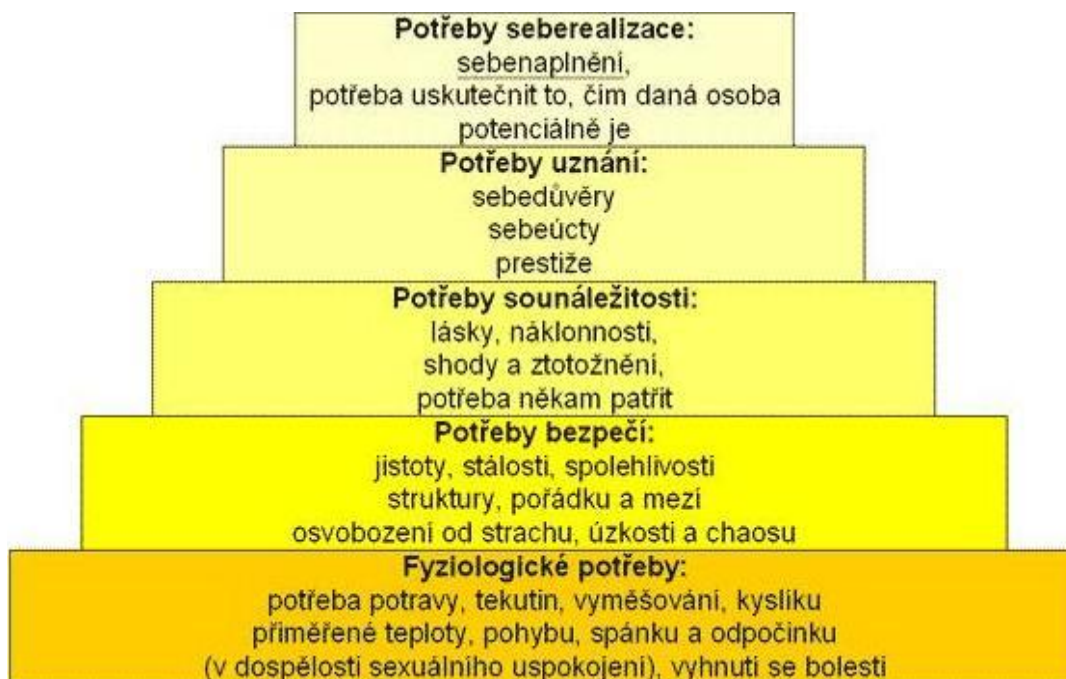 Potřeby seberealizace:
sebenaplnění,
potřeba uskutečnit to, čím daná osoba
potenciálně je
Potřeby uznání:
sebedůvěry
sebeúcty
prestiže
Potřeby sounáležitosti:
lásky, náklonnosti,
shody a ztotožnění,
potřeba někam patřit
Potřeby bezpečí:
jistoty, stálosti, spolehlivosti
struktury, pořádku a mezí
osvobození od strachu, úzkosti a chaosu
Fyziologické potřeby:
potřeba potravy, tekutin, vyměšování, kyslíku
přiměřené teploty, pohybu, spánku a odpočinku
(v dospělosti sexuálního uspokojení), vyhnutí se bolesti